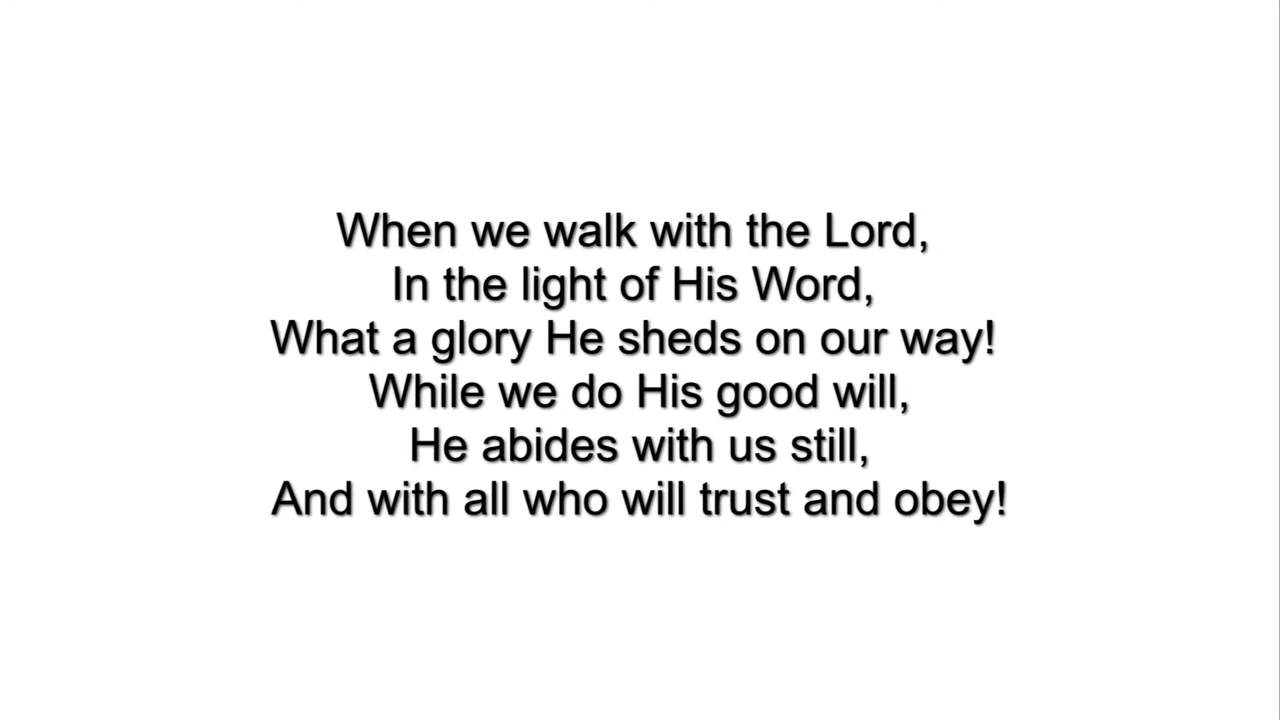 When we walk with the Lord,
In the light of His Word,
What a glory He sheds on our way!
While we do His good will,
He abides with us still,
And with all who will trust and obey!